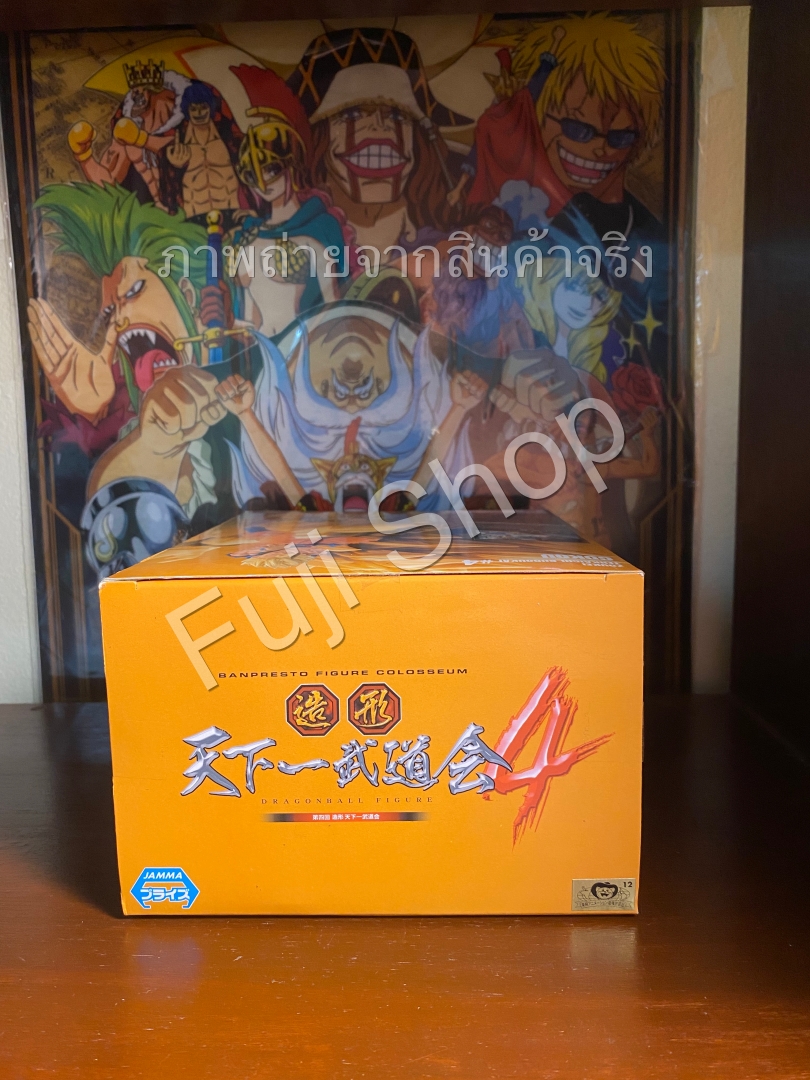 ภาพถ่ายจากสินค้าจริง
Fuji Shop
BANPRESTO FIGURE COLOSSEUM
造形
天下一武道会4
DRAGONBALL FIGURE
第四回 造形 天下一武道会
JAMMA
プライズ
12